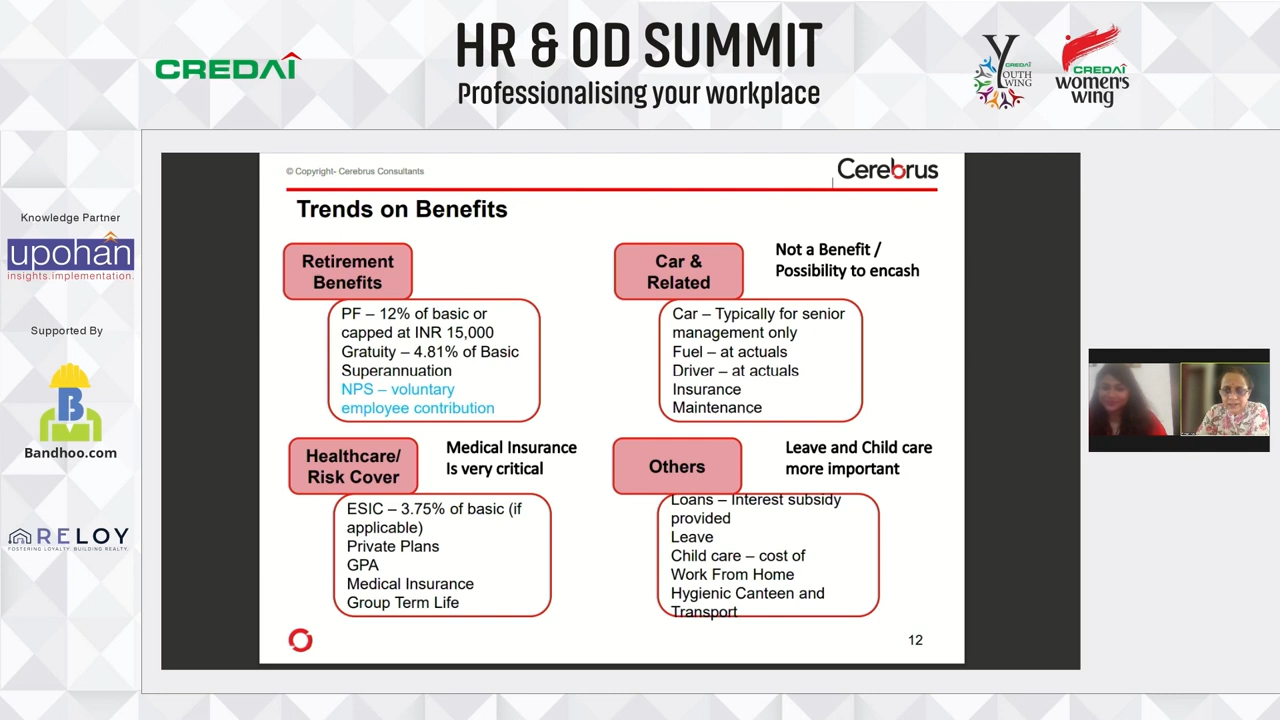 CREDAI
HR & OD SUMMIT
Professionalising your workplace
Y
CREDAI
OUTH
WING
CREDAI
women's
wing
Knowledge Partner
upohan
insights.implementation.
Supported By
B
Bandhoo.com
RELOY
FOSTERING LOYALTY. BUILDING REALTY.
© Copyright- Cerebrus Consultants
Cerebrus
Trends on Benefits
Retirement
Benefits
PF – 12% of basic or
capped at INR 15,000
Gratuity – 4.81% of Basic
Superannuation
NPS – voluntary
employee contribution
Car &
Related
Not a Benefit /
Possibility to encash
Car – Typically for senior
management only
Fuel – at actuals
Driver – at actuals
Insurance
Maintenance
Healthcare/
Risk Cover
Medical Insurance
Is very critical
ESIC – 3.75% of basic (if
applicable)
Private Plans
GPA
Medical Insurance
Group Term Life
Others
Leave and Child care
more important
Loans – Interest subsidy
provided
Leave
Child care – cost of
Work From Home
Hygienic Canteen and
Transport
12